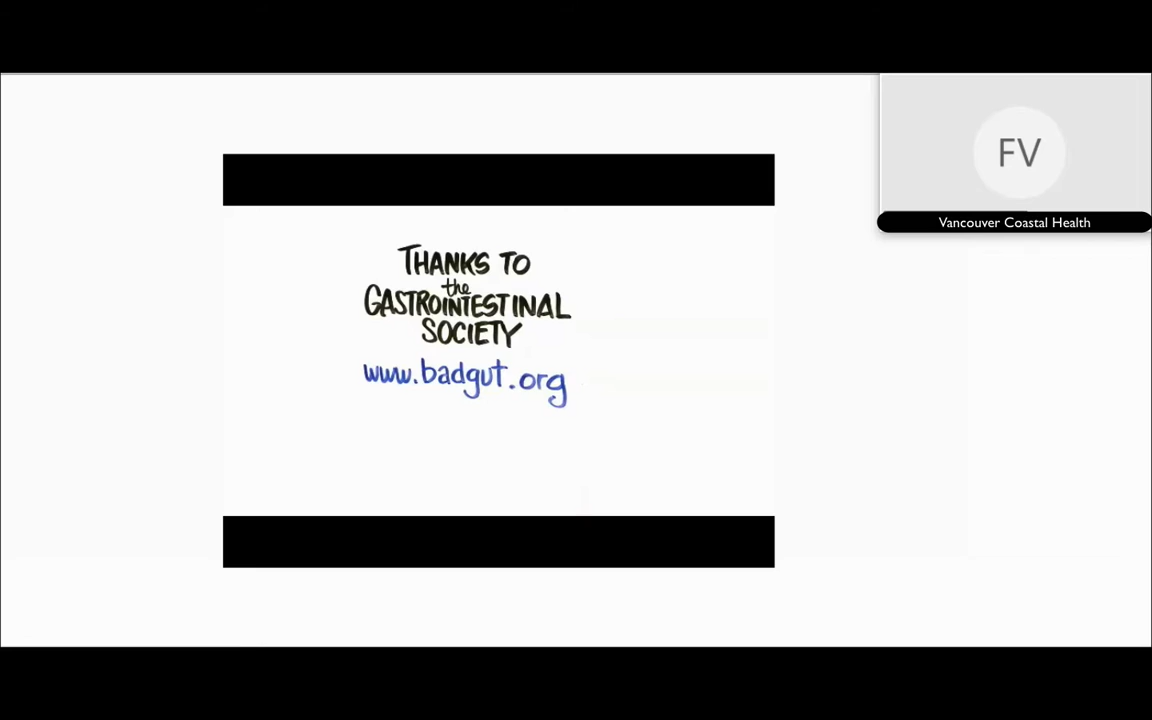 THANKS TO
the
GASTROINTESTINAL
SOCIETY
www.badgut.org
FV
Vancouver Coastal Health